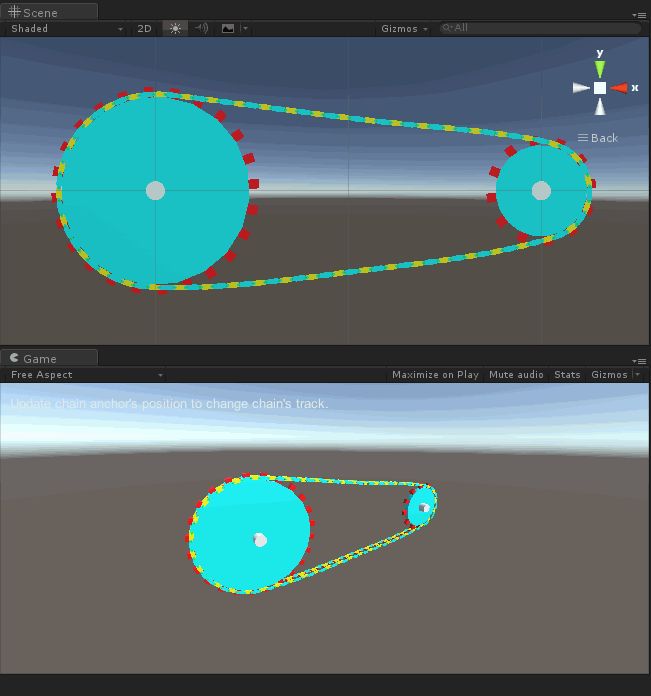 Scene
Shaded 2D Gizmos All
y
x
Back
Game
Free Aspect Maximize on Play Mute audio Stats Gizmos
Update chain anchor's position to change chain's track.